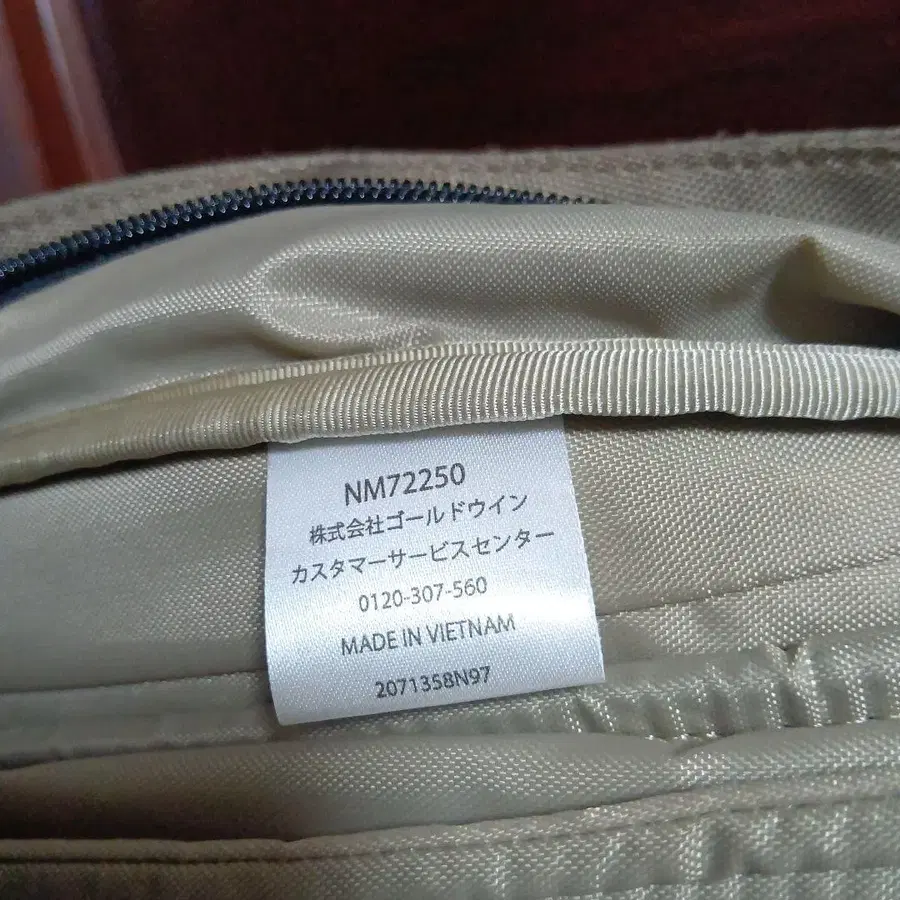 NM72250
株式会社ゴールドウイン
カスタマーサービスセンター
0120-307-560
MADE IN VIETNAM
2071358N97